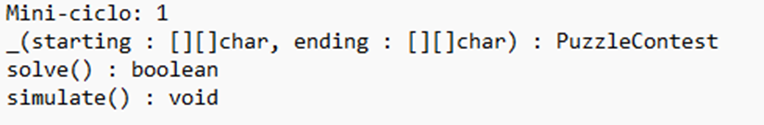 Mini-ciclo: 1
_(starting : [][]char, ending : [][]char) : PuzzleContest
solve() : boolean
simulate() : void